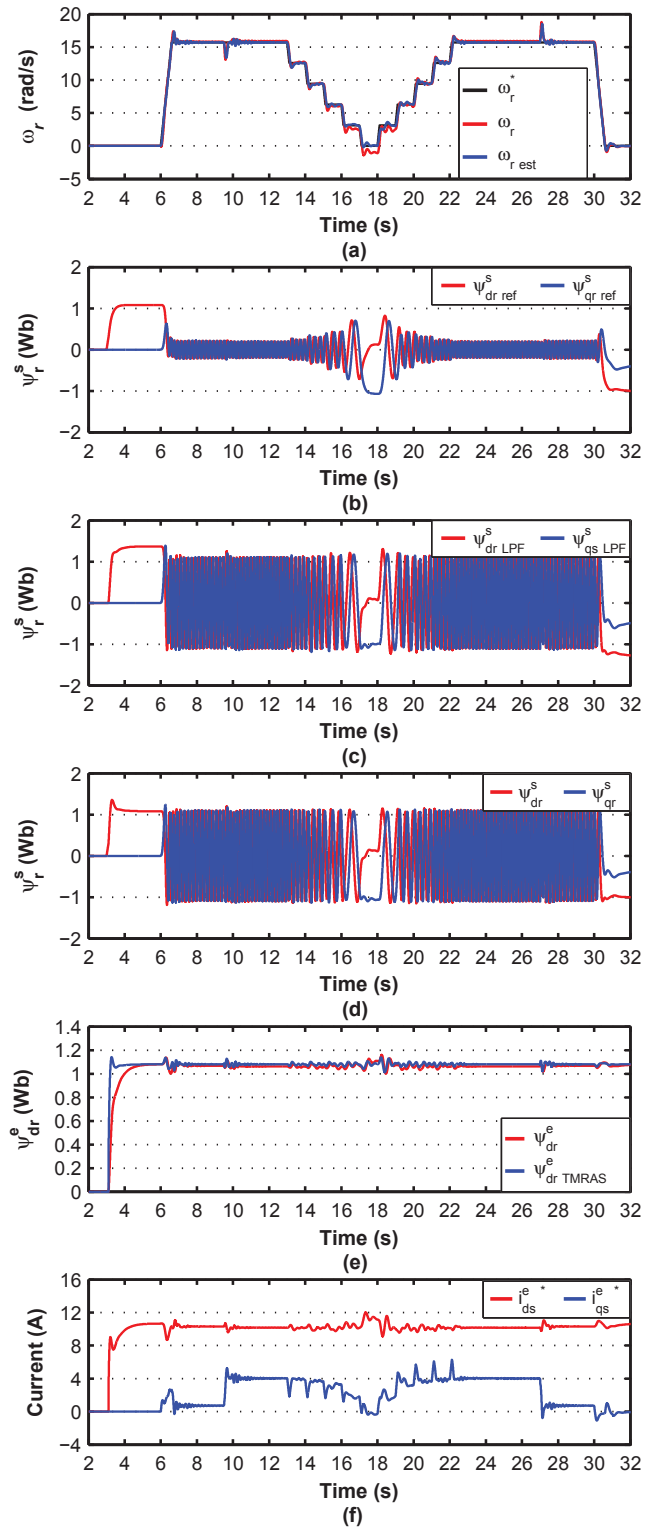 20
15
10
5
0
−5
ω_r (rad/s)
ω_r^*
ω_r
ω_r est
2 4 6 8 10 12 14 16 18 20 22 24 26 28 30 32
Time (s)
(a)
2
1
0
−1
−2
ψ_r^s (Wb)
ψ_dr ref^s ψ_qr ref^s
2 4 6 8 10 12 14 16 18 20 22 24 26 28 30 32
Time (s)
(b)
2
1
0
−1
−2
ψ_r^s (Wb)
ψ_dr LPF^s ψ_qs LPF^s
2 4 6 8 10 12 14 16 18 20 22 24 26 28 30 32
Time (s)
(c)
2
1
0
−1
−2
ψ_r^s (Wb)
ψ_dr^s ψ_qr^s
2 4 6 8 10 12 14 16 18 20 22 24 26 28 30 32
Time (s)
(d)
1.4
1.2
1
0.8
0.6
0.4
0.2
0
ψ_dr^e (Wb)
ψ_dr^e
ψ_dr TMRAS^e
2 4 6 8 10 12 14 16 18 20 22 24 26 28 30 32
Time (s)
(e)
16
12
8
4
0
−4
Current (A)
i_ds^e * i_qs^e *
2 4 6 8 10 12 14 16 18 20 22 24 26 28 30 32
Time (s)
(f)